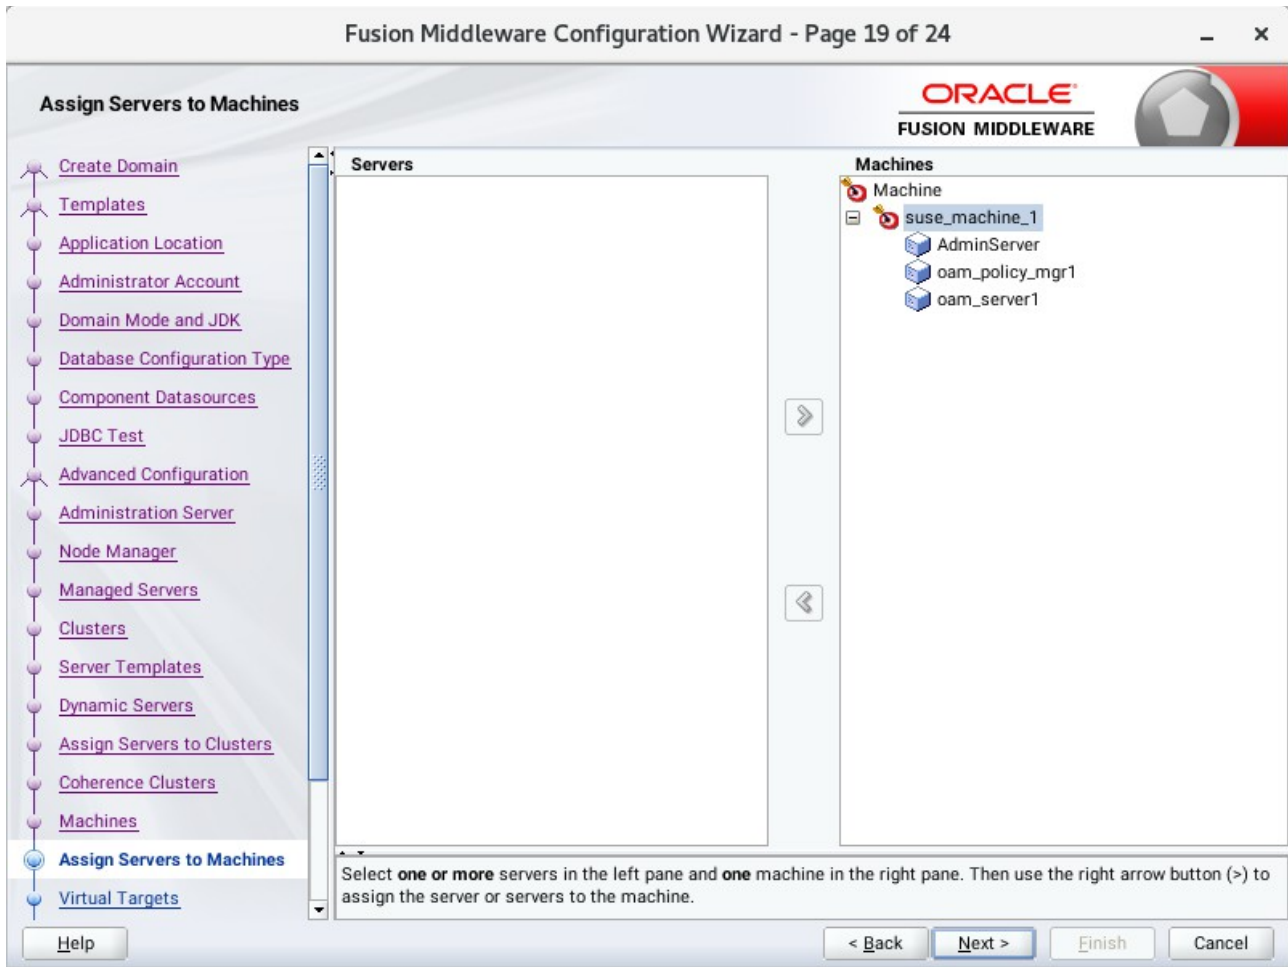 Fusion Middleware Configuration Wizard - Page 19 of 24
Assign Servers to Machines
ORACLE
FUSION MIDDLEWARE
Create Domain
Templates
Application Location
Administrator Account
Domain Mode and JDK
Database Configuration Type
Component Datasources
JDBC Test
Advanced Configuration
Administration Server
Node Manager
Managed Servers
Clusters
Server Templates
Dynamic Servers
Assign Servers to Clusters
Coherence Clusters
Machines
Assign Servers to Machines
Virtual Targets
Servers
Machines
Machine
suse_machine_1
AdminServer
oam_policy_mgr1
oam_server1
Select one or more servers in the left pane and one machine in the right pane. Then use the right arrow button (>) to
assign the server or servers to the machine.
Help
< Back
Next >
Finish
Cancel